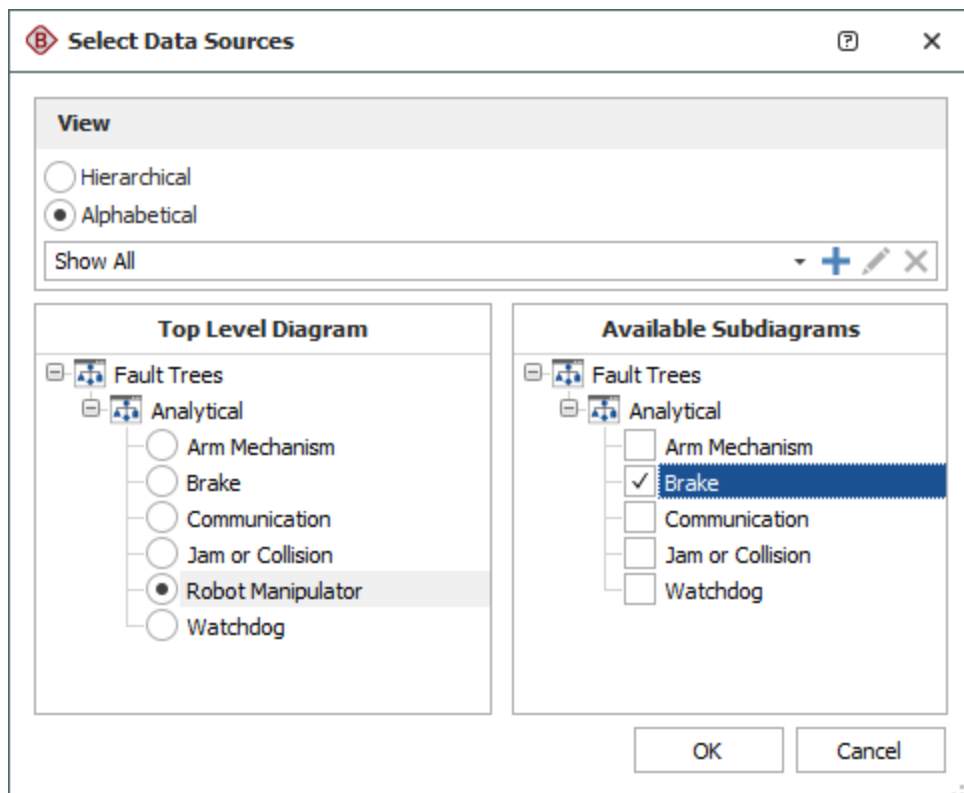 B Select Data Sources ?
View
Hierarchical
Alphabetical
Show All
Top Level Diagram
Fault Trees
Analytical
Arm Mechanism
Brake
Communication
Jam or Collision
Robot Manipulator
Watchdog
Available Subdiagrams
Fault Trees
Analytical
Arm Mechanism
Brake
Communication
Jam or Collision
Watchdog
OK Cancel